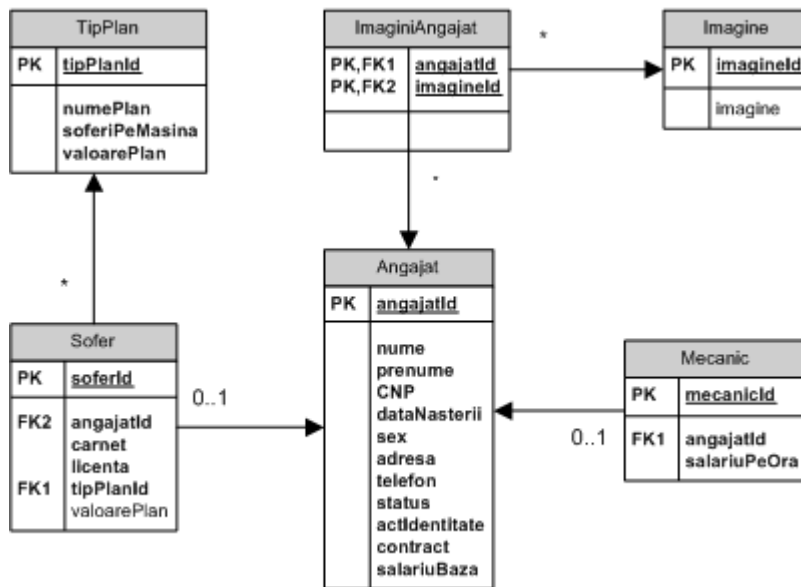 TipPlan
PK tipPlanId
numePlan
soferiPeMasina
valoarePlan
ImaginiAngajat
PK,FK1 angajatId
PK,FK2 imagineId
*
Imagine
PK imagineId
imagine
*
*
Sofer
PK soferId
FK2 angajatId
carnet
licenta
FK1 tipPlanId
valoarePlan
0..1
Angajat
PK angajatId
nume
prenume
CNP
dataNasterii
sex
adresa
telefon
status
actIdentitate
contract
salariuBaza
0..1
Mecanic
PK mecanicId
FK1 angajatId
salariuPeOra